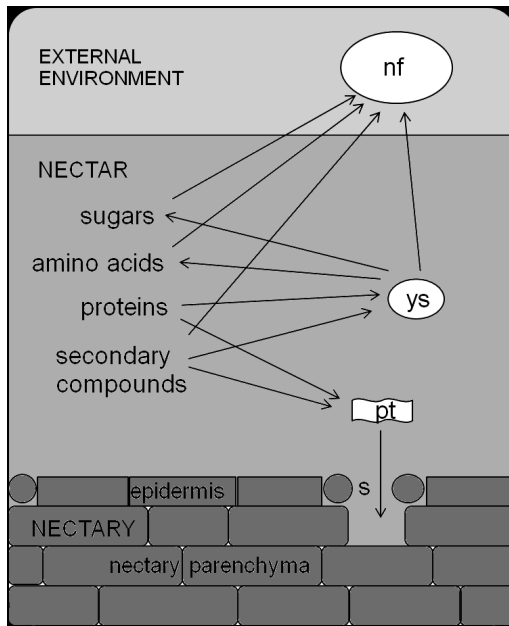 EXTERNAL
ENVIRONMENT
nf
NECTAR
sugars
amino acids
ys
proteins
secondary
compounds
pt
s
epidermis
NECTARY
nectary parenchyma